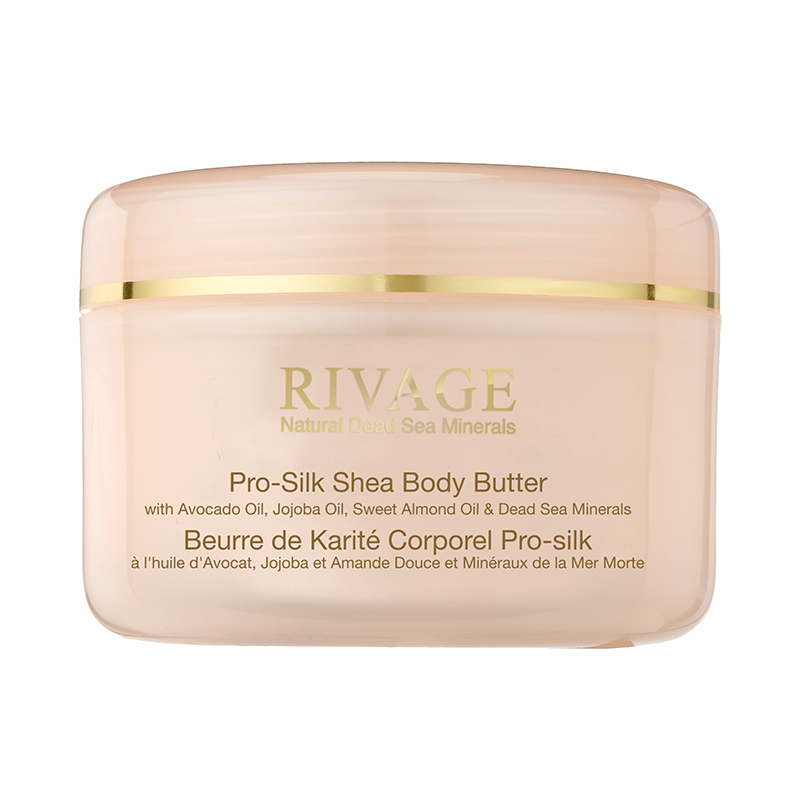 RIVAGE
Natural Dead Sea Minerals
Pro-Silk Shea Body Butter
with Avocado Oil, Jojoba Oil, Sweet Almond Oil & Dead Sea Minerals
Beurre de Karité Corporel Pro-silk
à l'huile d'Avocat, Jojoba et Amande Douce et Minéraux de la Mer Morte